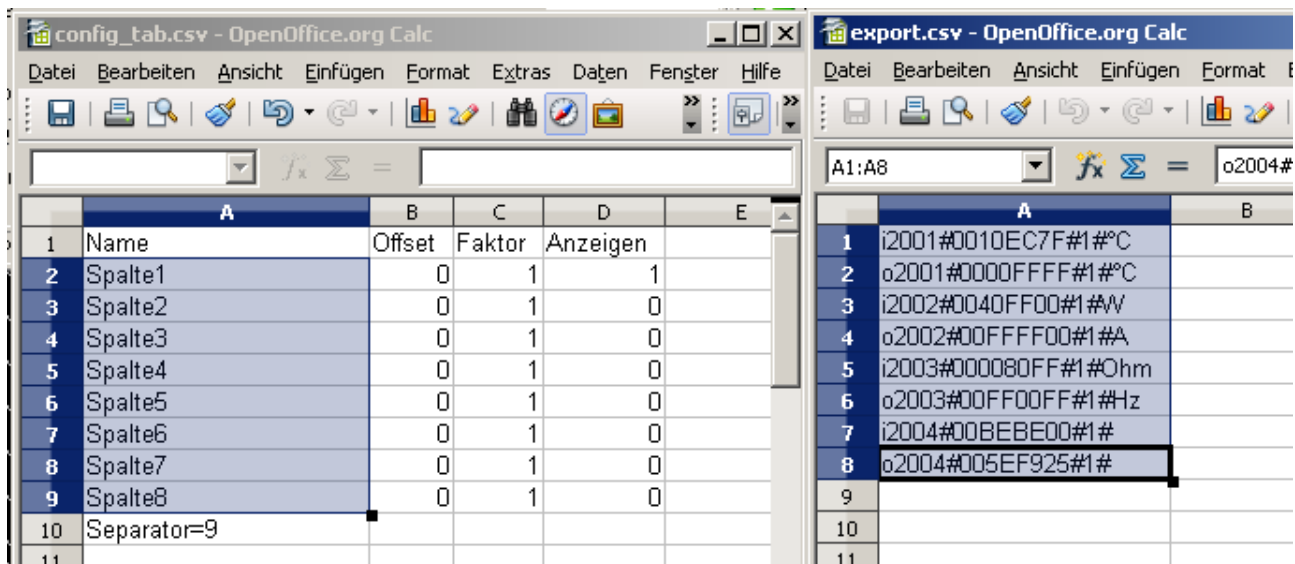 config_tab.csv - OpenOffice.org Calc
Datei Bearbeiten Ansicht Einfügen Format Extras Daten Fenster Hilfe
A B C D E
1 Name Offset Faktor Anzeigen
2 Spalte1 0 1 1
3 Spalte2 0 1 0
4 Spalte3 0 1 0
5 Spalte4 0 1 0
6 Spalte5 0 1 0
7 Spalte6 0 1 0
8 Spalte7 0 1 0
9 Spalte8 0 1 0
10 Separator=9
11
export.csv - OpenOffice.org Calc
Datei Bearbeiten Ansicht Einfügen Format
A1:A8 o2004#
A B
1 i2001#0010EC7F#1#°C
2 o2001#0000FFFF#1#°C
3 i2002#0040FF00#1#W
4 o2002#00FFFF00#1#A
5 i2003#000080FF#1#Ohm
6 o2003#00FF00FF#1#Hz
7 i2004#00BEBE00#1#
8 o2004#005EF925#1#
9
10
11